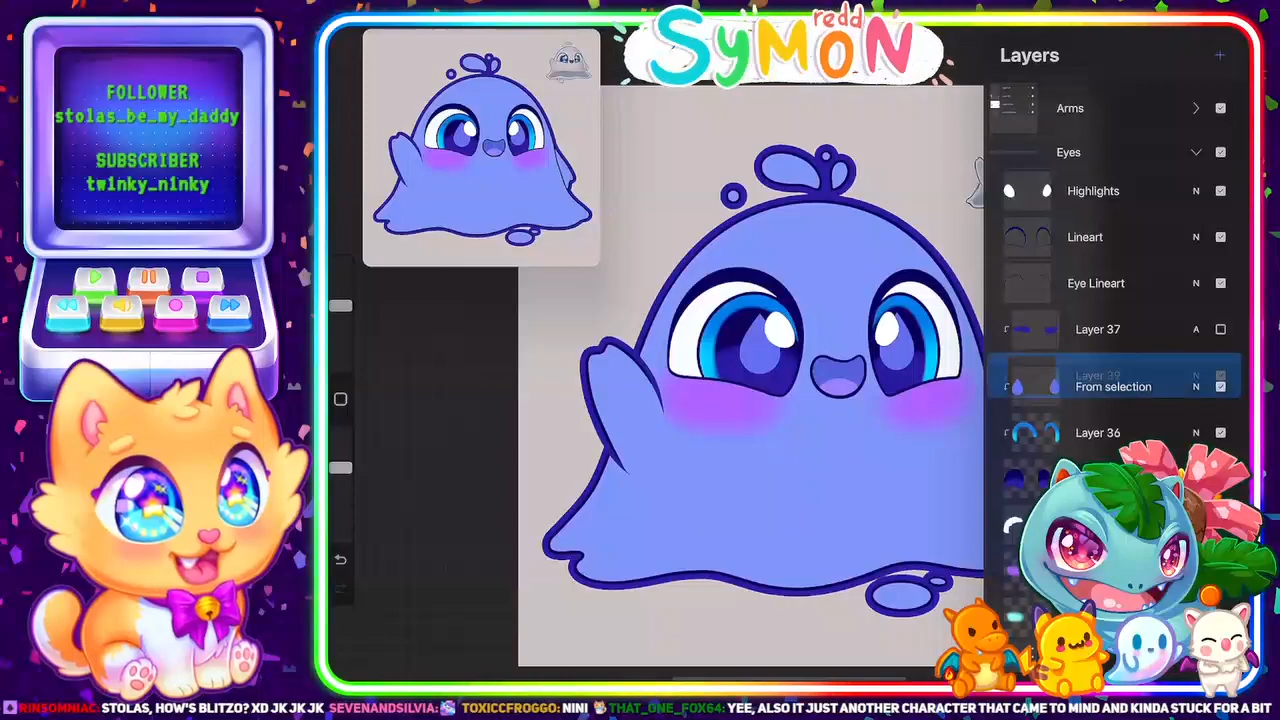 FOLLOWER
stolas_be_my_daddy
SUBSCRIBER
tw1nky_n1nky
redd
SyMON
Layers
+
Arms
Eyes
Highlights N
Lineart N
Eye Lineart N
Layer 37 A
Layer 39 N
From selection N
Layer 36 N
RINSOMNIAC: STOLAS, HOW'S BLITZO? XD JK JK JK SEVENANDSILVIA: TOXICCFROGGO: NINI THAT_ONE_FOX64: YEE, ALSO IT JUST ANOTHER CHARACTER THAT CAME TO MIND AND KINDA STUCK FOR A BIT